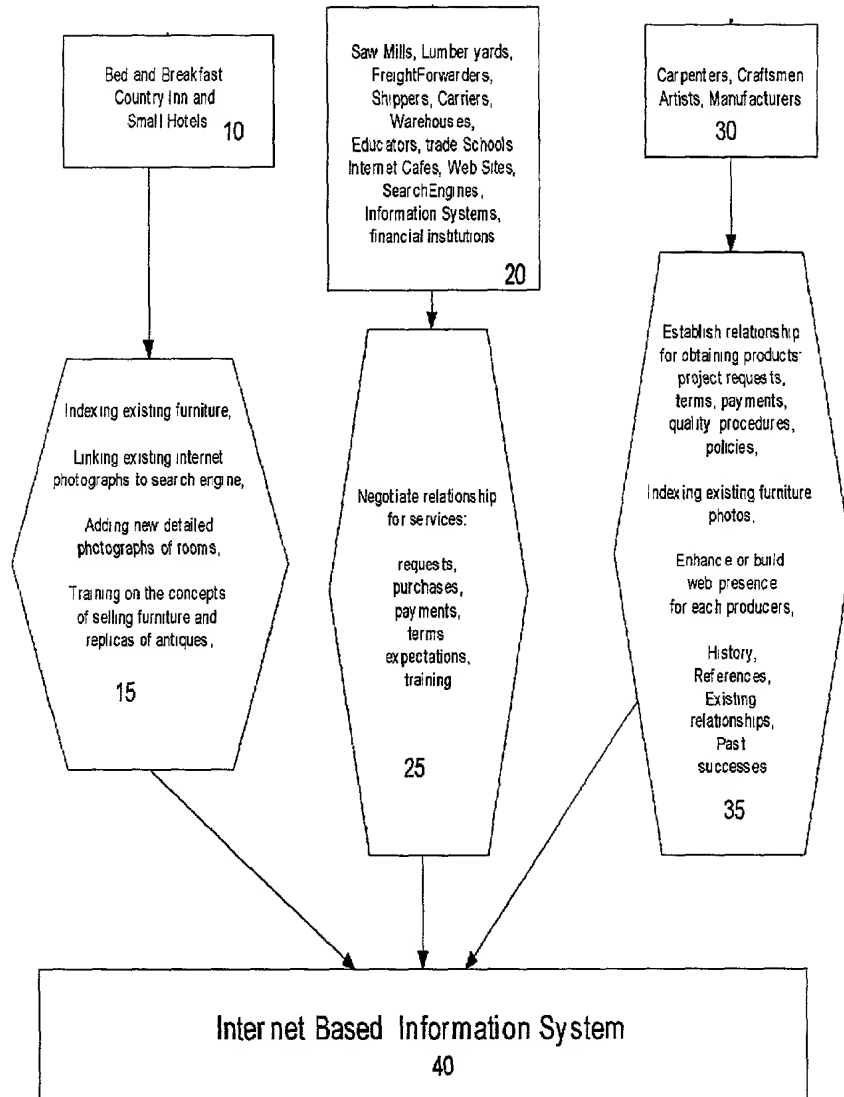 Bed and Breakfast
Country Inn and
Small Hotels
10
Saw Mills, Lumber yards,
FreightForwarders,
Shippers, Carriers,
Warehouses,
Educators, trade Schools
Internet Cafes, Web Sites,
SearchEngines,
Information Systems,
financial institutions
20
Carpenters, Craftsmen
Artists, Manufacturers
30
Indexing existing furniture,
Linking existing internet
photographs to search engine,
Adding new detailed
photographs of rooms,
Training on the concepts
of selling furniture and
replicas of antiques,
15
Negotiate relationship
for services:
requests,
purchases,
payments,
terms
expectations,
training
25
Establish relationship
for obtaining products:
project requests,
terms, payments,
quality procedures,
policies,
Indexing existing furniture
photos,
Enhance or build
web presence
for each producers,
History,
References,
Existing
relationships,
Past
successes
35
Internet Based Information System
40